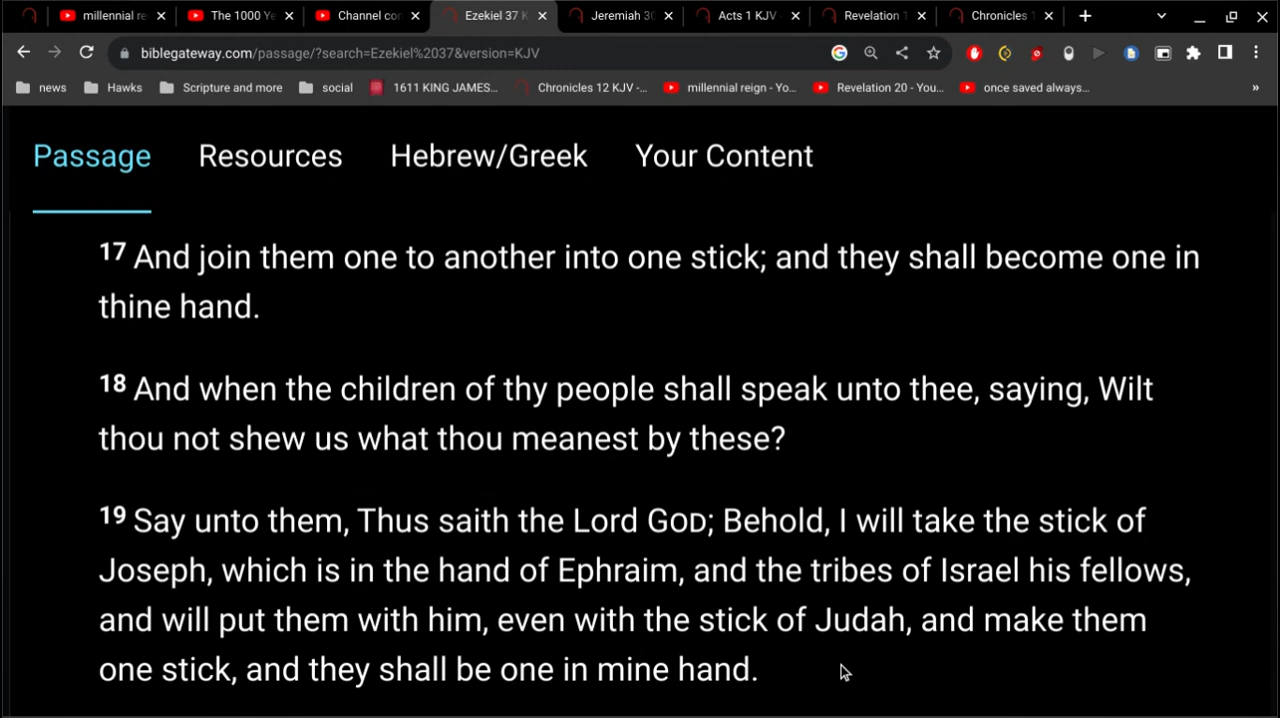 millennial re
The 1000 Ye
Channel cor
Ezekiel 37 K
Jeremiah 30
Acts 1 KJV
Revelation 1
Chronicles 1
biblegateway.com/passage/?search=Ezekiel%2037&version=KJV
news
Hawks
Scripture and more
social
1611 KING JAMES...
Chronicles 12 KJV -...
millennial reign - Yo...
Revelation 20 - You...
once saved always...
»
Passage
Resources
Hebrew/Greek
Your Content
17 And join them one to another into one stick; and they shall become one in
thine hand.
18 And when the children of thy people shall speak unto thee, saying, Wilt
thou not shew us what thou meanest by these?
19 Say unto them, Thus saith the Lord GOD; Behold, I will take the stick of
Joseph, which is in the hand of Ephraim, and the tribes of Israel his fellows,
and will put them with him, even with the stick of Judah, and make them
one stick, and they shall be one in mine hand.